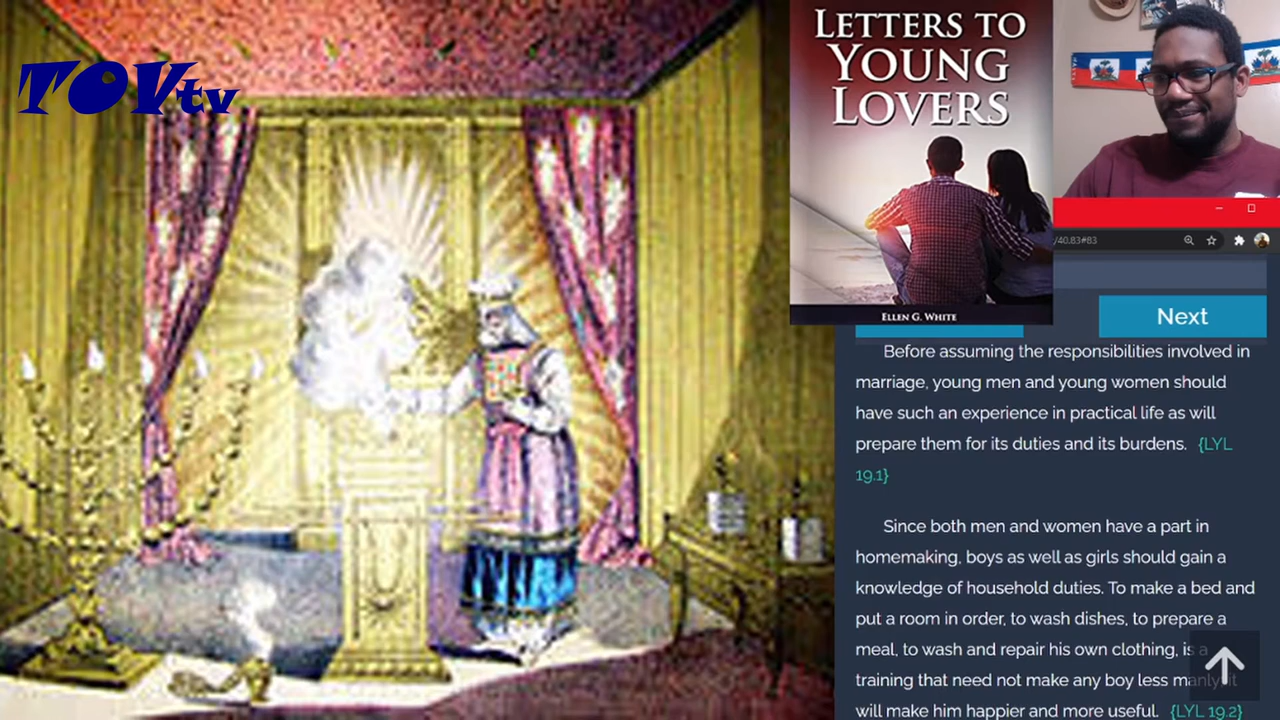 TOVtv
LETTERS TO
YOUNG
LOVERS
ELLEN G. WHITE
/40.83#83
Next
Before assuming the responsibilities involved in
marriage, young men and young women should
have such an experience in practical life as will
prepare them for its duties and its burdens. {LYL
19.1}
Since both men and women have a part in
homemaking, boys as well as girls should gain a
knowledge of household duties. To make a bed and
put a room in order, to wash dishes, to prepare a
meal, to wash and repair his own clothing, is a
training that need not make any boy less manly; it
will make him happier and more useful. {LYL 19.2}